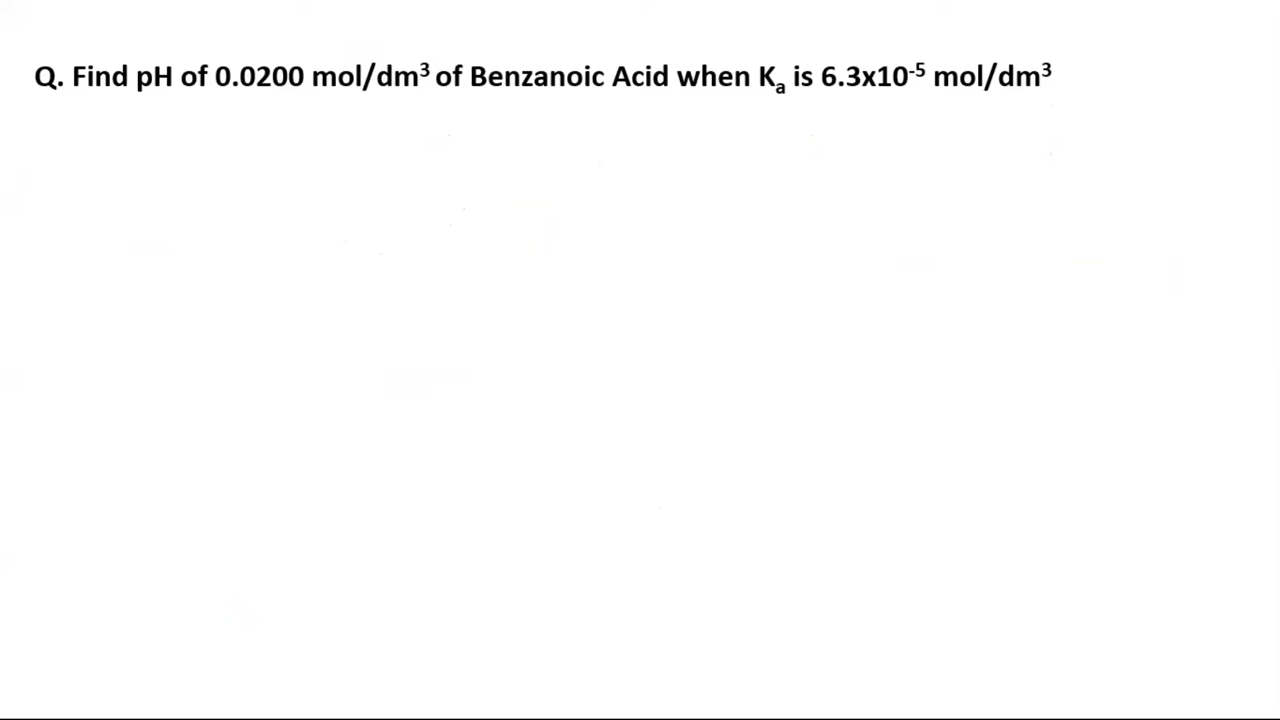 Q. Find pH of 0.0200 mol/dm³ of Benzanoic Acid when Kₐ is 6.3x10⁻⁵ mol/dm³